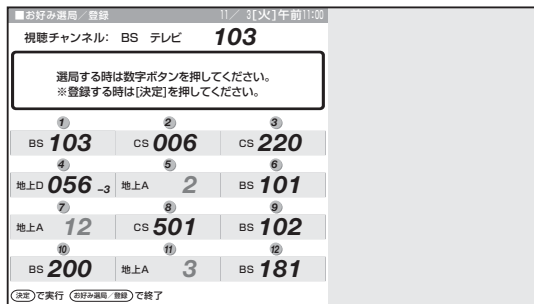 ■お好み選局/登録 11/ 3[火]午前11:00
視聴チャンネル: BS テレビ 103
選局する時は数字ボタンを押してください。
※登録する時は[決定]を押してください。
① ② ③
BS 103 CS 006 CS 220
④ ⑤ ⑥
地上D 056 -3 地上A 2 BS 101
⑦ ⑧ ⑨
地上A 12 CS 501 BS 102
⑩ ⑪ ⑫
BS 200 地上A 3 BS 181
決定で実行 お好み選局/登録で終了